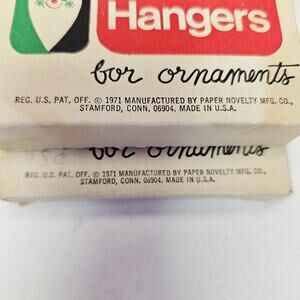 Hangers
for ornaments
REG. U.S. PAT. OFF. © 1971 MANUFACTURED BY PAPER NOVELTY MFG. CO.,
STAMFORD, CONN. 06904. MADE IN U.S.A.
for ornaments
REG. U.S. PAT. OFF. © 1971 MANUFACTURED BY PAPER NOVELTY MFG. CO.,
STAMFORD, CONN. 06904. MADE IN U.S.A.